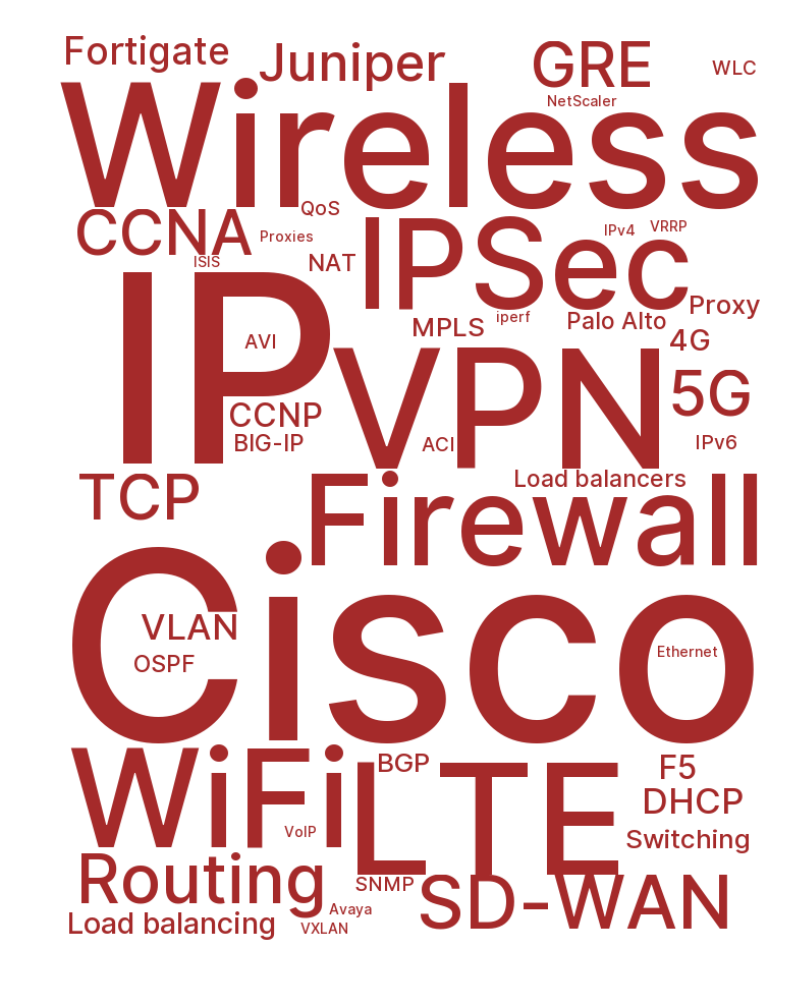 Fortigate
Juniper
GRE
WLC
NetScaler
Wireless
QoS
CCNA
Proxies
ISIS
NAT
IPSec
IPv4
VRRP
Proxy
IP
AVI
MPLS
iperf
Palo Alto
4G
VPN
5G
CCNP
BIG-IP
ACI
IPv6
TCP
Load balancers
Firewall
Cisco
VLAN
OSPF
Ethernet
WiFi
BGP
LTE
F5
DHCP
VoIP
Switching
Routing
SNMP
SD-WAN
Avaya
Load balancing
VXLAN